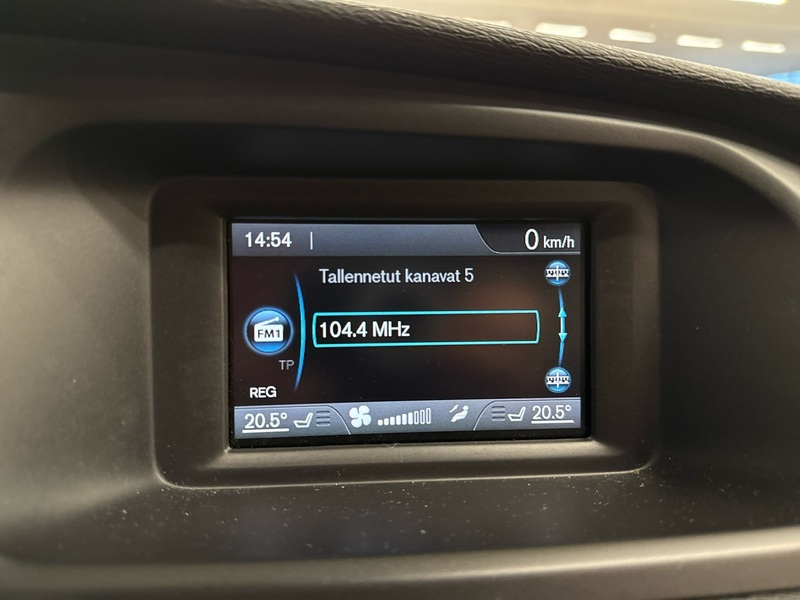 14:54 | 0 km/h
Tallennetut kanavat 5
FM1
104.4 MHz
TP
REG
20.5° 20.5°